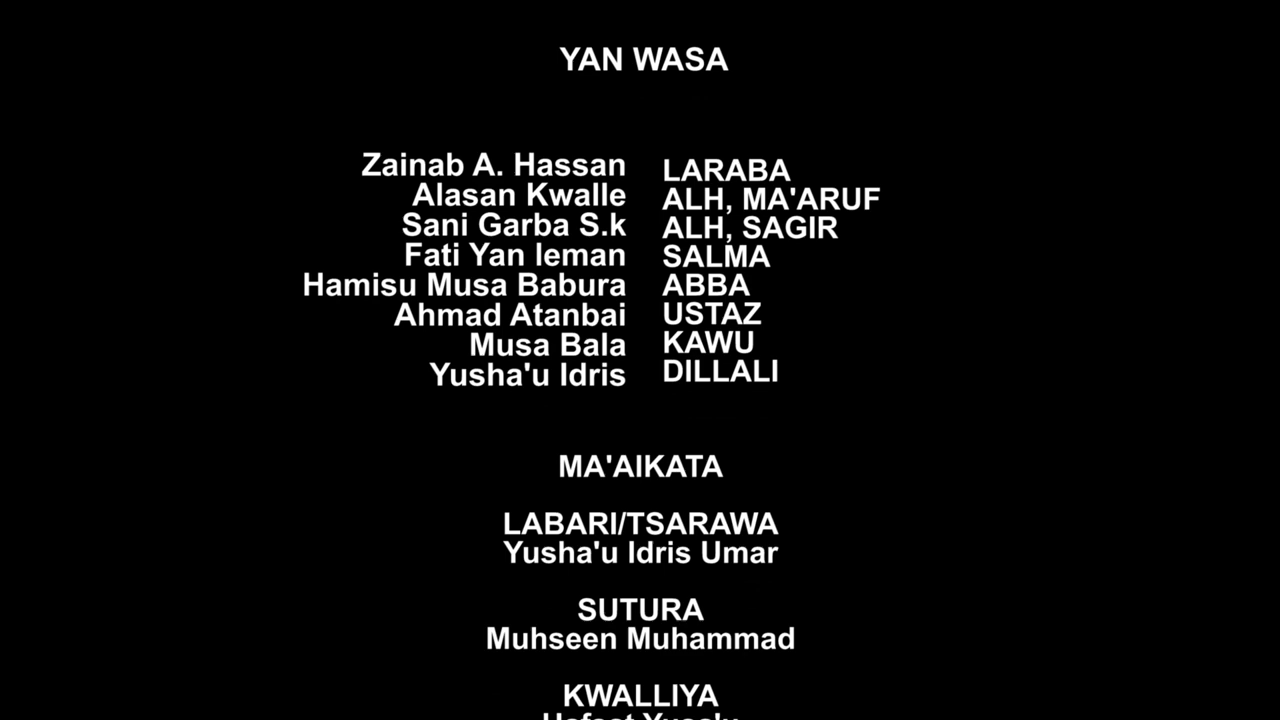 YAN WASA
Zainab A. Hassan LARABA
Alasan Kwalle ALH, MA'ARUF
Sani Garba S.k ALH, SAGIR
Fati Yan leman SALMA
Hamisu Musa Babura ABBA
Ahmad Atanbai USTAZ
Musa Bala KAWU
Yusha'u Idris DILLALI
MA'AIKATA
LABARI/TSARAWA
Yusha'u Idris Umar
SUTURA
Muhseen Muhammad
KWALLIYA